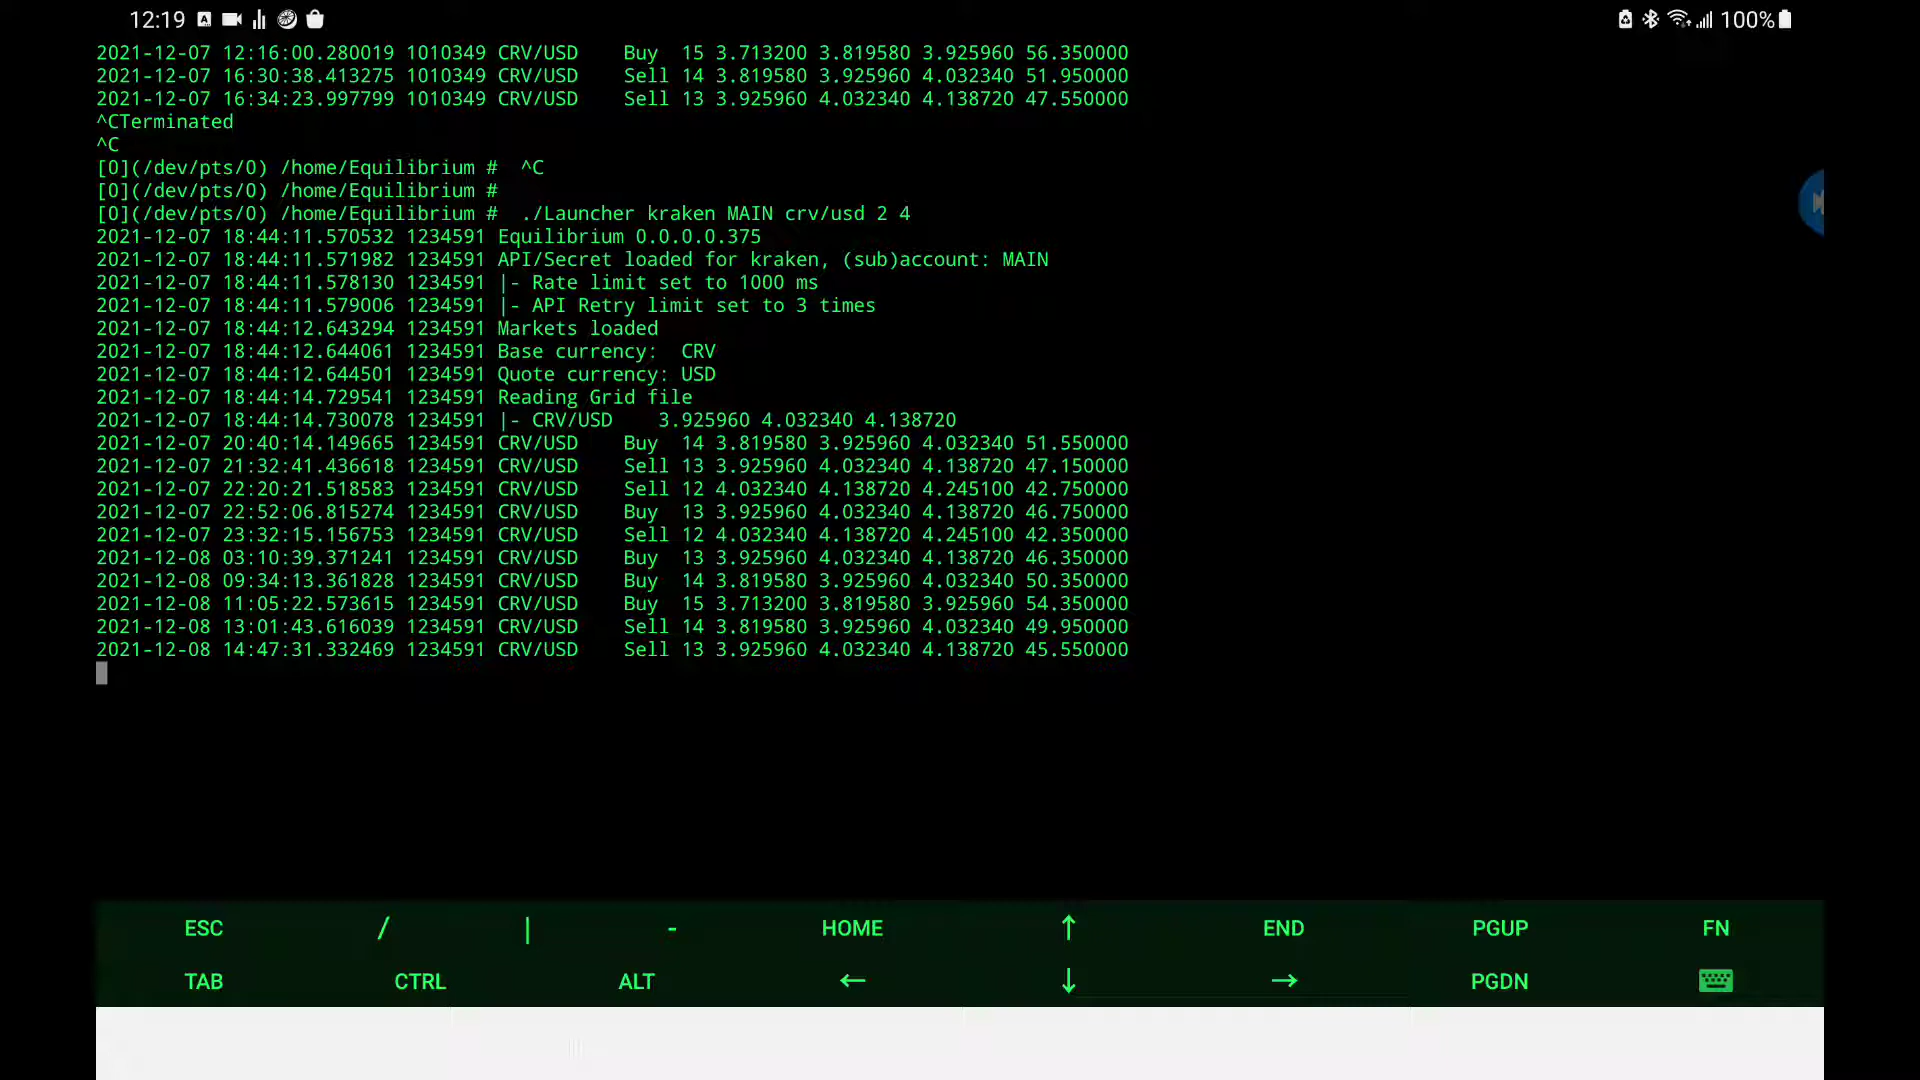 12:19 100%
2021-12-07 12:16:00.280019 1010349 CRV/USD    Buy  15 3.713200 3.819580 3.925960 56.350000
2021-12-07 16:30:38.413275 1010349 CRV/USD    Sell 14 3.819580 3.925960 4.032340 51.950000
2021-12-07 16:34:23.997799 1010349 CRV/USD    Sell 13 3.925960 4.032340 4.138720 47.550000
^CTerminated
^C
[0](/dev/pts/0) /home/Equilibrium #  ^C
[0](/dev/pts/0) /home/Equilibrium #
[0](/dev/pts/0) /home/Equilibrium #  ./Launcher kraken MAIN crv/usd 2 4
2021-12-07 18:44:11.570532 1234591 Equilibrium 0.0.0.0.375
2021-12-07 18:44:11.571982 1234591 API/Secret loaded for kraken, (sub)account: MAIN
2021-12-07 18:44:11.578130 1234591 |- Rate limit set to 1000 ms
2021-12-07 18:44:11.579006 1234591 |- API Retry limit set to 3 times
2021-12-07 18:44:12.643294 1234591 Markets loaded
2021-12-07 18:44:12.644061 1234591 Base currency:  CRV
2021-12-07 18:44:12.644501 1234591 Quote currency: USD
2021-12-07 18:44:14.729541 1234591 Reading Grid file
2021-12-07 18:44:14.730078 1234591 |- CRV/USD    3.925960 4.032340 4.138720
2021-12-07 20:40:14.149665 1234591 CRV/USD    Buy  14 3.819580 3.925960 4.032340 51.550000
2021-12-07 21:32:41.436618 1234591 CRV/USD    Sell 13 3.925960 4.032340 4.138720 47.150000
2021-12-07 22:20:21.518583 1234591 CRV/USD    Sell 12 4.032340 4.138720 4.245100 42.750000
2021-12-07 22:52:06.815274 1234591 CRV/USD    Buy  13 3.925960 4.032340 4.138720 46.750000
2021-12-07 23:32:15.156753 1234591 CRV/USD    Sell 12 4.032340 4.138720 4.245100 42.350000
2021-12-08 03:10:39.371241 1234591 CRV/USD    Buy  13 3.925960 4.032340 4.138720 46.350000
2021-12-08 09:34:13.361828 1234591 CRV/USD    Buy  14 3.819580 3.925960 4.032340 50.350000
2021-12-08 11:05:22.573615 1234591 CRV/USD    Buy  15 3.713200 3.819580 3.925960 54.350000
2021-12-08 13:01:43.616039 1234591 CRV/USD    Sell 14 3.819580 3.925960 4.032340 49.950000
2021-12-08 14:47:31.332469 1234591 CRV/USD    Sell 13 3.925960 4.032340 4.138720 45.550000
ESC / | - HOME ↑ END PGUP FN
TAB CTRL ALT ← ↓ → PGDN